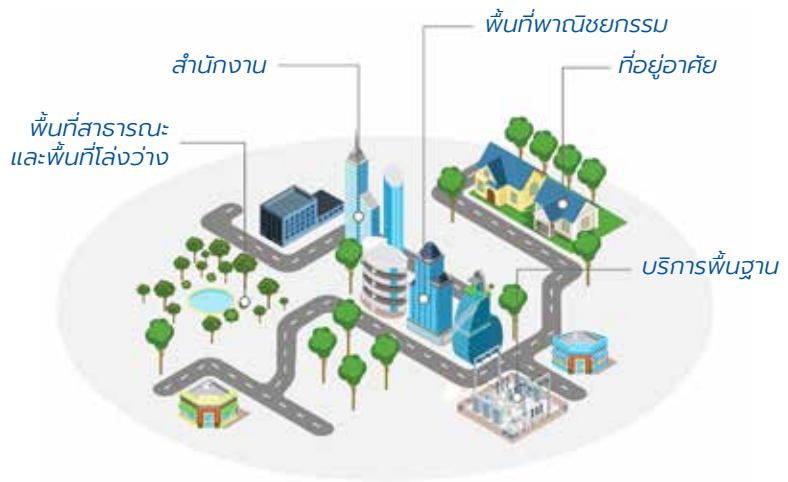 พื้นที่พาณิชยกรรม
สำนักงาน
ที่อยู่อาศัย
พื้นที่สาธารณะ
และพื้นที่โล่งว่าง
บริการพื้นฐาน